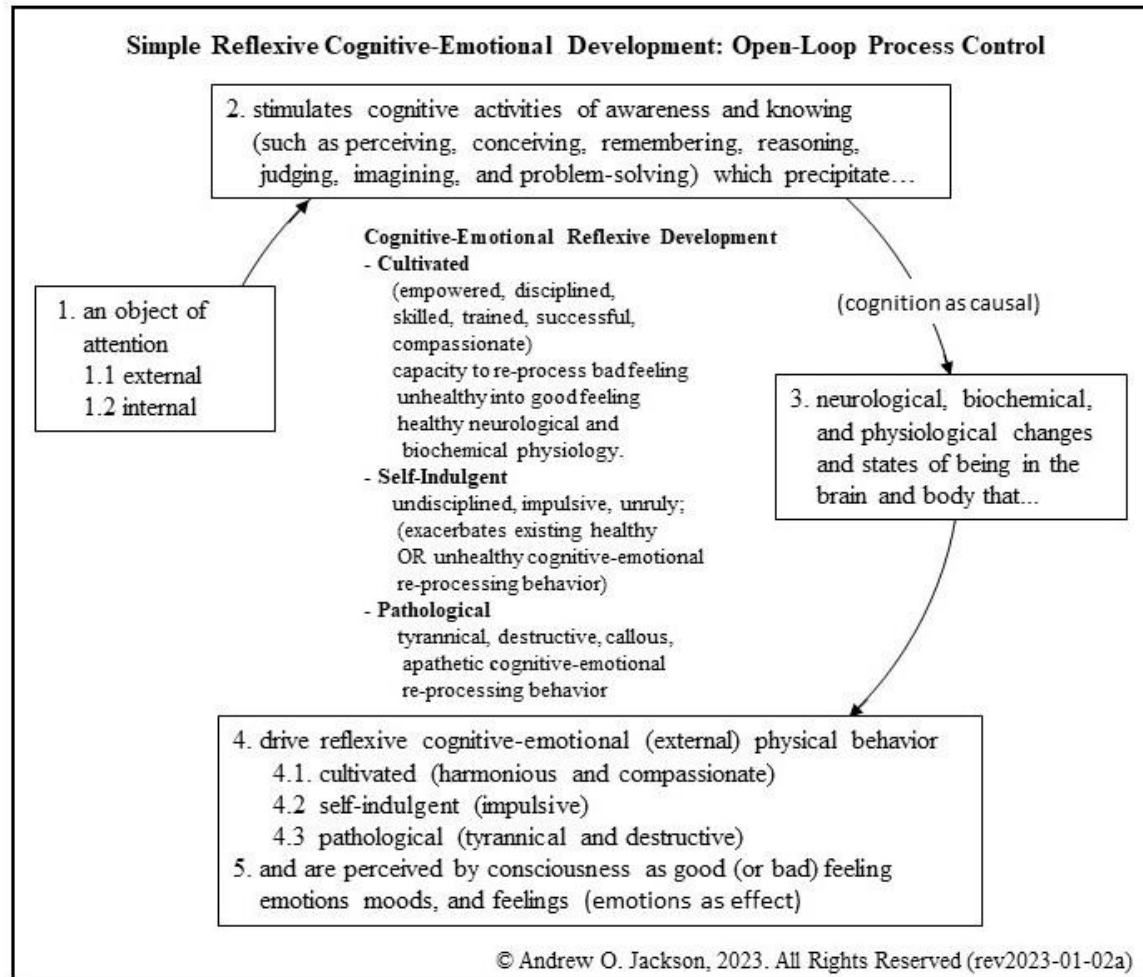 Simple Reflexive Cognitive-Emotional Development: Open-Loop Process Control
2. stimulates cognitive activities of awareness and knowing
(such as perceiving, conceiving, remembering, reasoning,
judging, imagining, and problem-solving) which precipitate…
1. an object of
attention
1.1 external
1.2 internal
Cognitive-Emotional Reflexive Development
- Cultivated
(empowered, disciplined,
skilled, trained, successful,
compassionate)
capacity to re-process bad feeling
unhealthy into good feeling
healthy neurological and
biochemical physiology.
- Self-Indulgent
undisciplined, impulsive, unruly;
(exacerbates existing healthy
OR unhealthy cognitive-emotional
re-processing behavior)
- Pathological
tyrannical, destructive, callous,
apathetic cognitive-emotional
re-processing behavior
(cognition as causal)
3. neurological, biochemical,
and physiological changes
and states of being in the
brain and body that...
4. drive reflexive cognitive-emotional (external) physical behavior
4.1. cultivated (harmonious and compassionate)
4.2 self-indulgent (impulsive)
4.3 pathological (tyrannical and destructive)
5. and are perceived by consciousness as good (or bad) feeling
emotions moods, and feelings (emotions as effect)
© Andrew O. Jackson, 2023. All Rights Reserved (rev2023-01-02a)